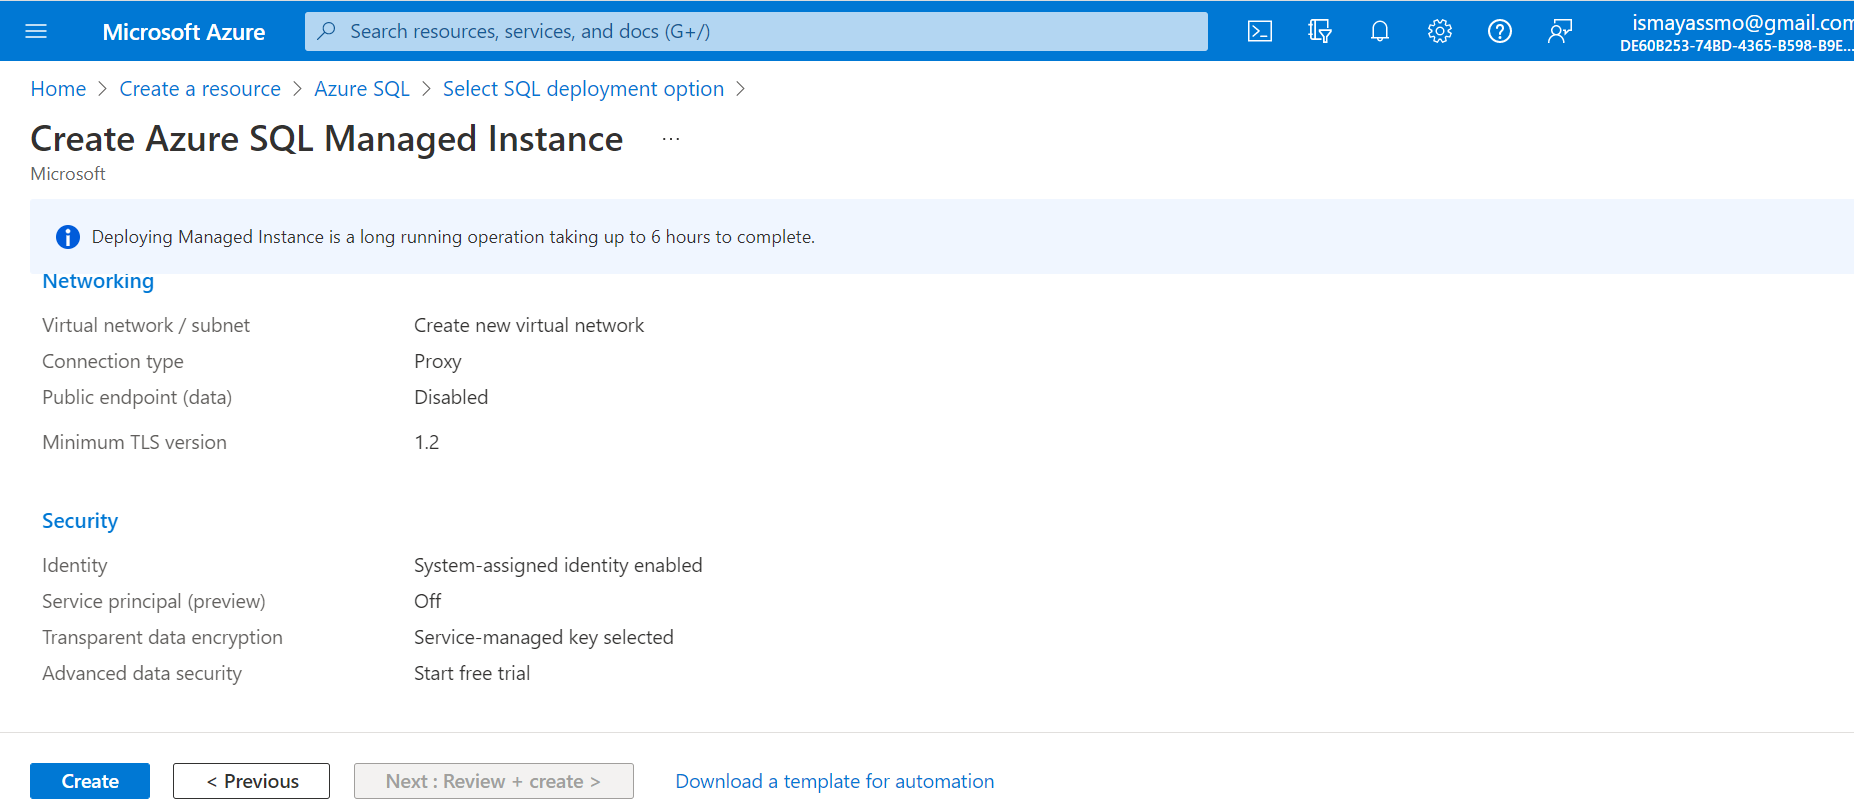 Microsoft Azure
Search resources, services, and docs (G+/)
ismayassmo@gmail.com
DE60B253-74BD-4365-B598-B9E...
Home > Create a resource > Azure SQL > Select SQL deployment option >
Create Azure SQL Managed Instance ...
Microsoft
Deploying Managed Instance is a long running operation taking up to 6 hours to complete.
Networking
Virtual network / subnet Create new virtual network
Connection type Proxy
Public endpoint (data) Disabled
Minimum TLS version 1.2
Security
Identity System-assigned identity enabled
Service principal (preview) Off
Transparent data encryption Service-managed key selected
Advanced data security Start free trial
Create < Previous Next : Review + create > Download a template for automation